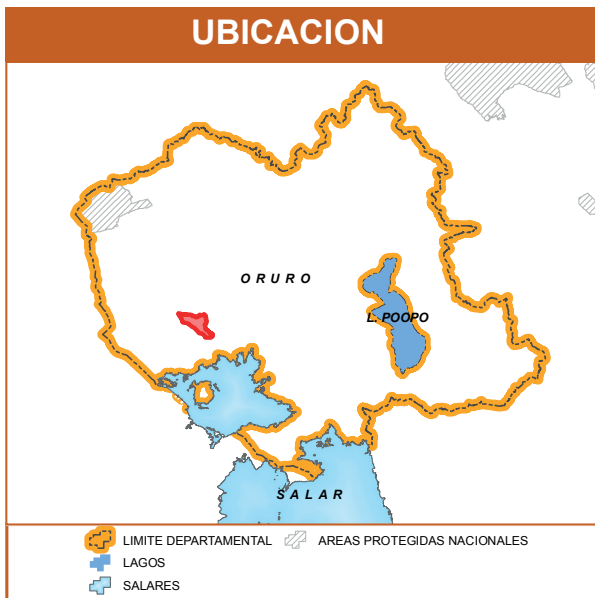 UBICACION
ORURO
L. POOPO
SALAR
LIMITE DEPARTAMENTAL
AREAS PROTEGIDAS NACIONALES
LAGOS
SALARES